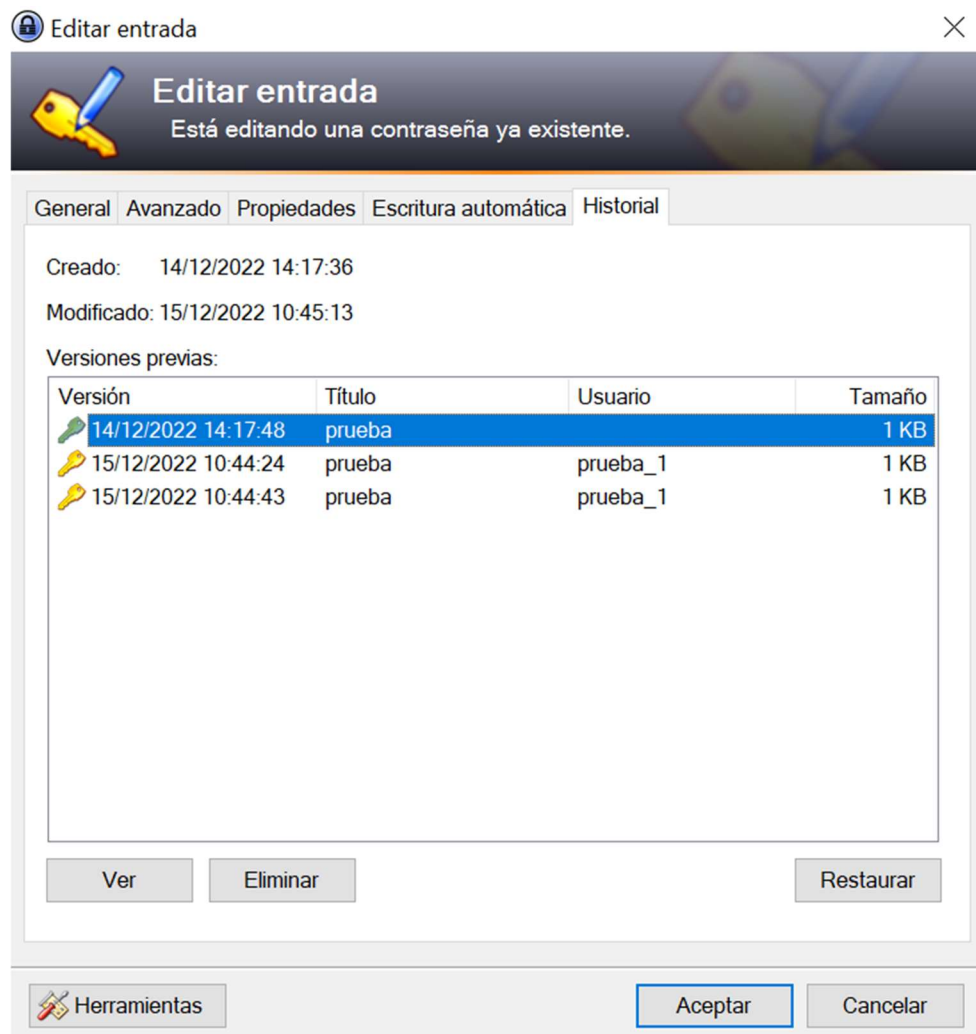 Editar entrada
Editar entrada
Está editando una contraseña ya existente.
General Avanzado Propiedades Escritura automática Historial
Creado: 14/12/2022 14:17:36
Modificado: 15/12/2022 10:45:13
Versiones previas:
Versión Título Usuario Tamaño
14/12/2022 14:17:48 prueba 1 KB
15/12/2022 10:44:24 prueba prueba_1 1 KB
15/12/2022 10:44:43 prueba prueba_1 1 KB
Ver Eliminar Restaurar
Herramientas Aceptar Cancelar